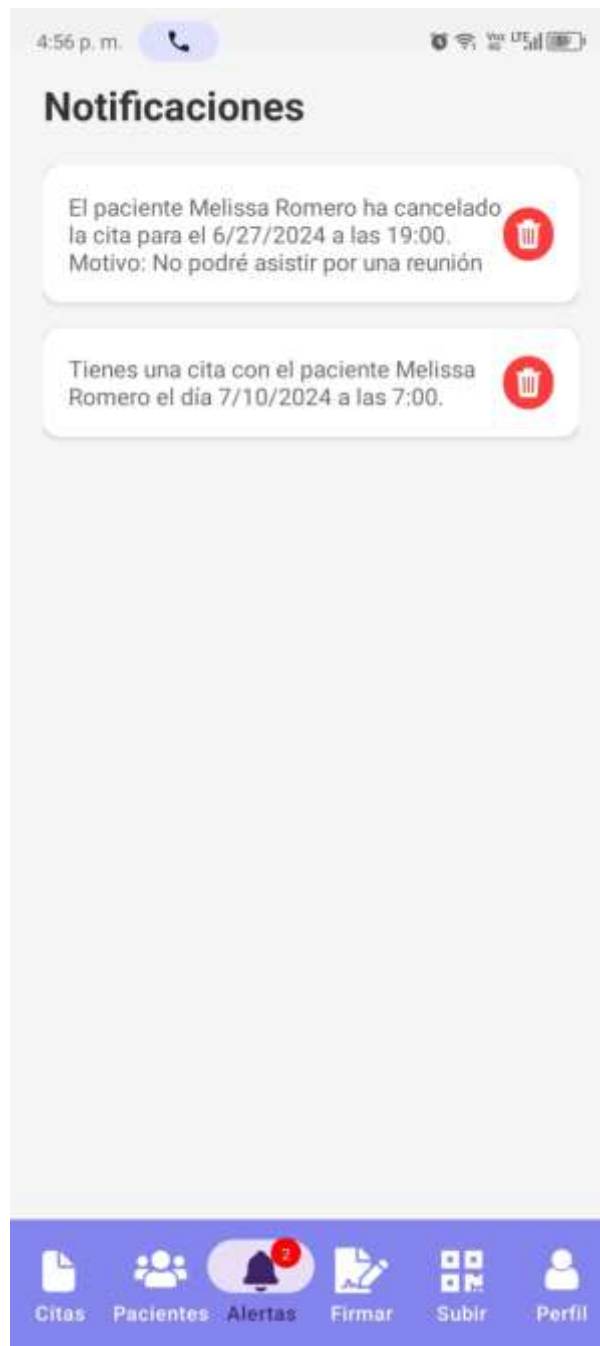 4:56 p. m.
Notificaciones
El paciente Melissa Romero ha cancelado
la cita para el 6/27/2024 a las 19:00.
Motivo: No podré asistir por una reunión
Tienes una cita con el paciente Melissa
Romero el día 7/10/2024 a las 7:00.
2
Citas Pacientes Alertas Firmar Subir Perfil